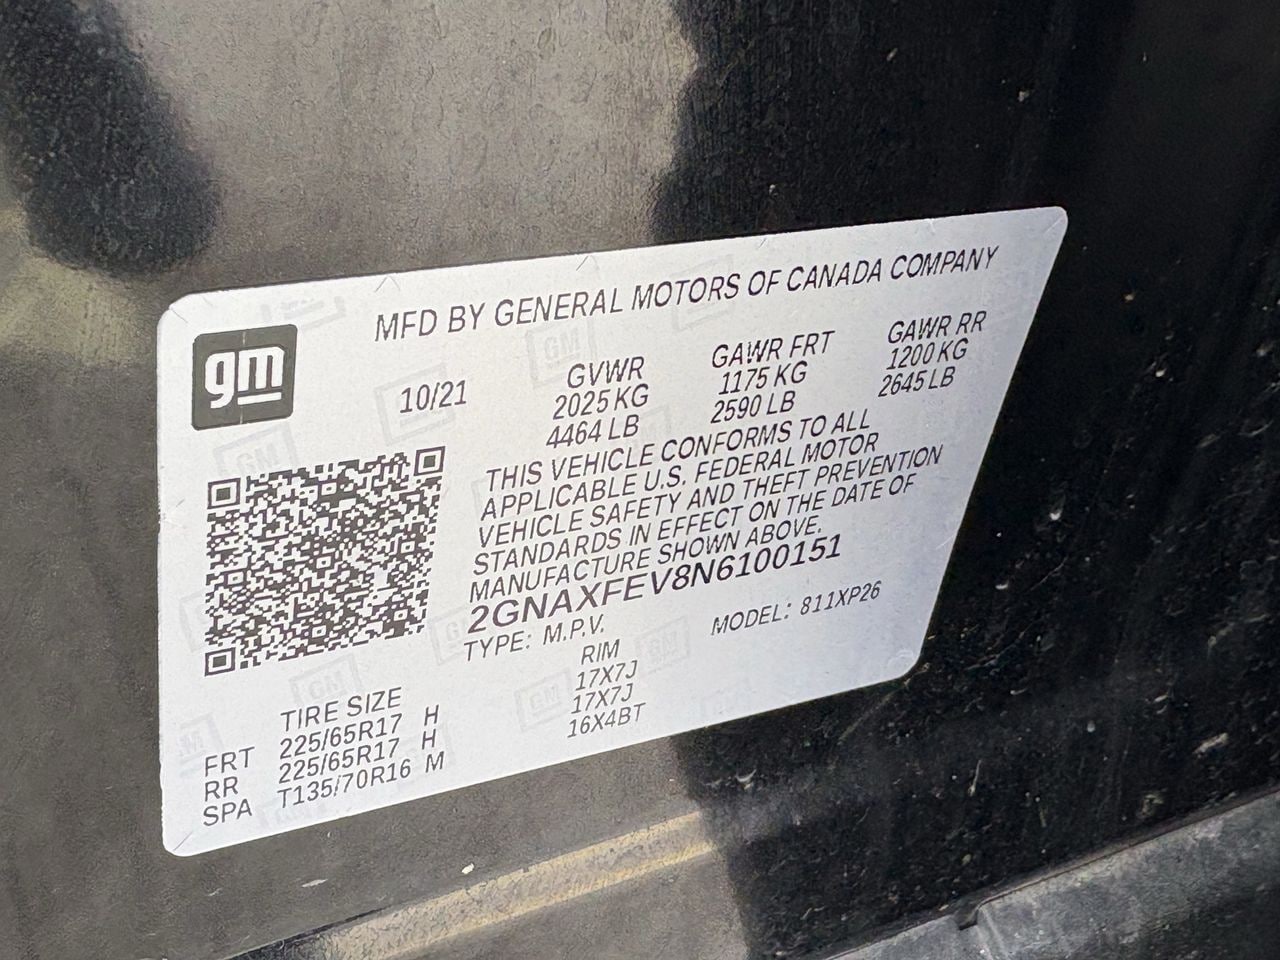 MFD BY GENERAL MOTORS OF CANADA COMPANY
gm
10/21
GVWR GAWR FRT GAWR RR
2025 KG 1175 KG 1200 KG
4464 LB 2590 LB 2645 LB
THIS VEHICLE CONFORMS TO ALL
APPLICABLE U.S. FEDERAL MOTOR
VEHICLE SAFETY AND THEFT PREVENTION
STANDARDS IN EFFECT ON THE DATE OF
MANUFACTURE SHOWN ABOVE.
2GNAXFEV8N6100151
TYPE: M.P.V. MODEL: 811XP26
TIRE SIZE RIM
FRT 225/65R17 H 17X7J
RR 225/65R17 H 17X7J
SPA T135/70R16 M 16X4BT